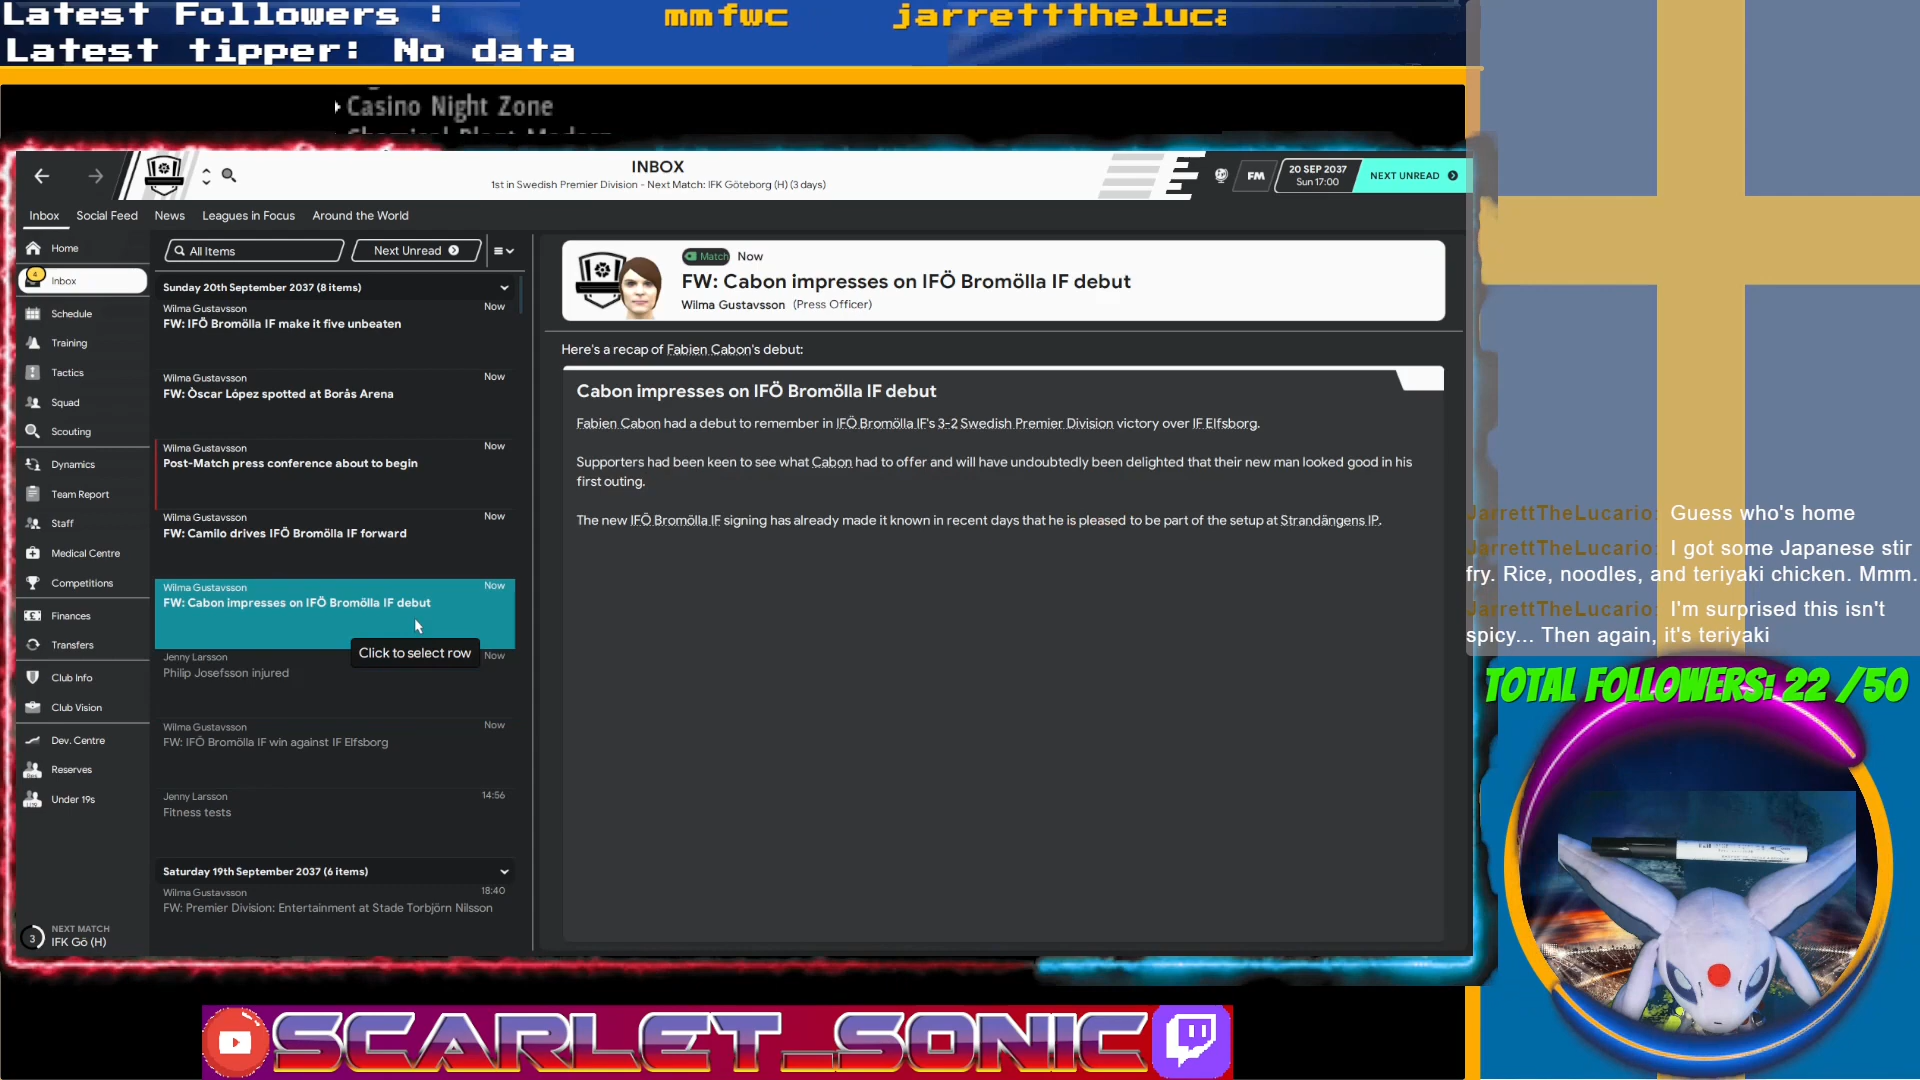 Latest Followers :
mmfwc jarretttheluca
Latest tipper: No data
Casino Night Zone
INBOX
1st in Swedish Premier Division - Next Match: IFK Göteborg (H) (3 days)
FM
20 SEP 2037
Sun 17:00
NEXT UNREAD
Inbox Social Feed News Leagues in Focus Around the World
Home
4
Inbox
Schedule
Training
Tactics
Squad
Scouting
Dynamics
Team Report
Staff
Medical Centre
Competitions
Finances
Transfers
Club Info
Club Vision
Dev. Centre
Reserves
Under 19s
3
NEXT MATCH
IFK Gö (H)
All Items
Next Unread
Sunday 20th September 2037 (8 items)
Wilma Gustavsson Now
FW: IFÖ Bromölla IF make it five unbeaten
Wilma Gustavsson Now
FW: Òscar López spotted at Borås Arena
Wilma Gustavsson Now
Post-Match press conference about to begin
Wilma Gustavsson Now
FW: Camilo drives IFÖ Bromölla IF forward
Wilma Gustavsson Now
FW: Cabon impresses on IFÖ Bromölla IF debut
Click to select row
Jenny Larsson Now
Philip Josefsson injured
Wilma Gustavsson Now
FW: IFÖ Bromölla IF win against IF Elfsborg
Jenny Larsson 14:56
Fitness tests
Saturday 19th September 2037 (6 items)
Wilma Gustavsson 18:40
FW: Premier Division: Entertainment at Stade Torbjörn Nilsson
Match Now
FW: Cabon impresses on IFÖ Bromölla IF debut
Wilma Gustavsson (Press Officer)
Here's a recap of Fabien Cabon's debut:
Cabon impresses on IFÖ Bromölla IF debut
Fabien Cabon had a debut to remember in IFÖ Bromölla IF's 3-2 Swedish Premier Division victory over IF Elfsborg.
Supporters had been keen to see what Cabon had to offer and will have undoubtedly been delighted that their new man looked good in his
first outing.
The new IFÖ Bromölla IF signing has already made it known in recent days that he is pleased to be part of the setup at Strandängens IP.
JarrettTheLucario: Guess who's home
JarrettTheLucario: I got some Japanese stir
fry. Rice, noodles, and teriyaki chicken. Mmm.
JarrettTheLucario: I'm surprised this isn't
spicy... Then again, it's teriyaki
TOTAL FOLLOWERS: 22 /50
SCARLET_SONIC